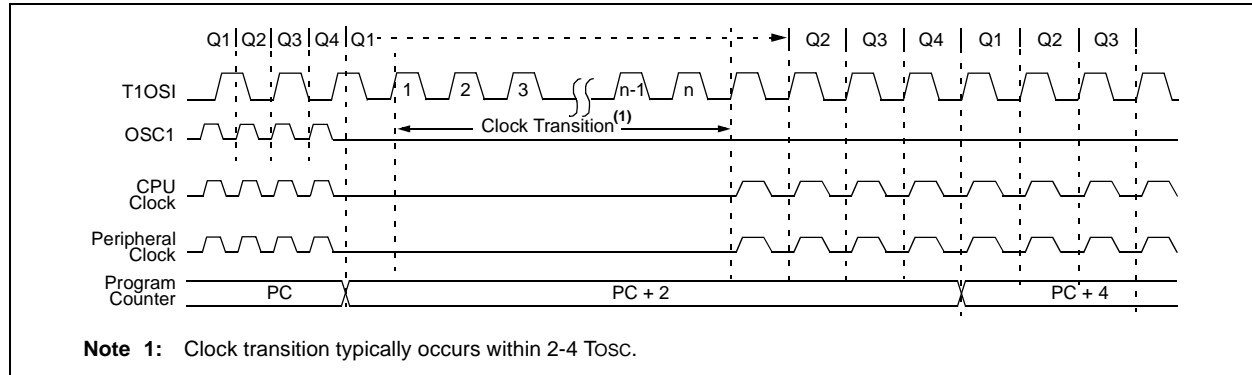 Q1 Q2 Q3 Q4 Q1 Q2 Q3 Q4 Q1 Q2 Q3
T1OSI 1 2 3 n-1 n
OSC1 Clock Transition(1)
CPU
Clock
Peripheral
Clock
Program
Counter PC PC + 2 PC + 4
Note 1: Clock transition typically occurs within 2-4 TOSC.